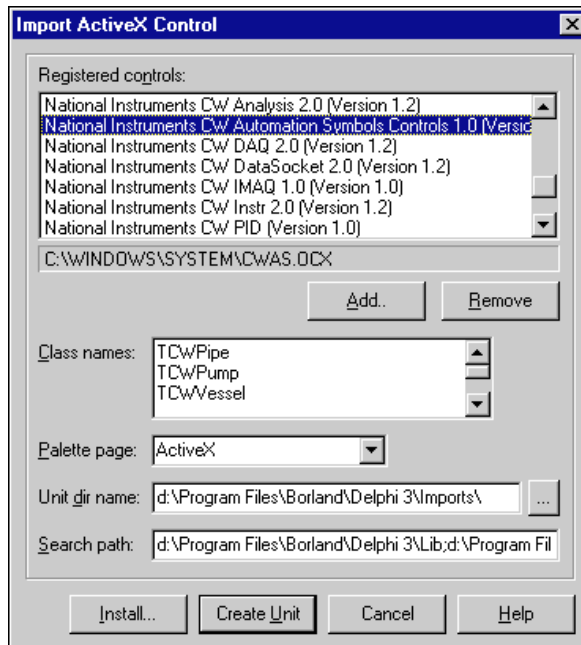 Import ActiveX Control
Registered controls:
National Instruments CW Analysis 2.0 (Version 1.2)
National Instruments CW Automation Symbols Controls 1.0 (Versic
National Instruments CW DAQ 2.0 (Version 1.2)
National Instruments CW DataSocket 2.0 (Version 1.2)
National Instruments CW IMAQ 1.0 (Version 1.0)
National Instruments CW Instr 2.0 (Version 1.2)
National Instruments CW PID (Version 1.0)
C:\WINDOWS\SYSTEM\CWAS.OCX
Add.. Remove
Class names:
TCWPipe
TCWPump
TCWVessel
Palette page: ActiveX
Unit dir name: d:\Program Files\Borland\Delphi 3\Imports\ ...
Search path: d:\Program Files\Borland\Delphi 3\Lib;d:\Program Fil
Install... Create Unit Cancel Help